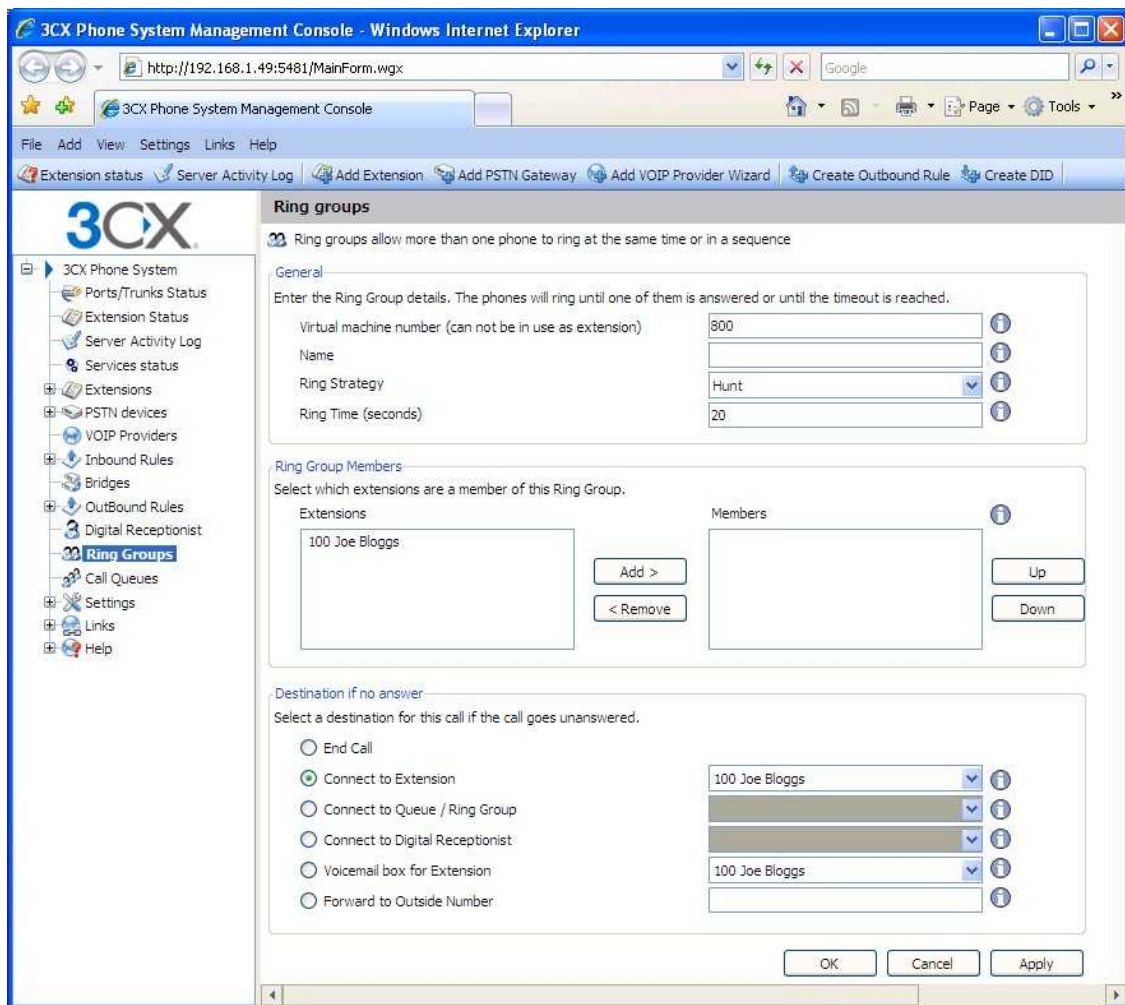 3CX Phone System Management Console - Windows Internet Explorer
http://192.168.1.49:5481/MainForm.wgx
Google
3CX Phone System Management Console
Page
Tools
»
File Add View Settings Links Help
Extension status Server Activity Log Add Extension Add PSTN Gateway Add VOIP Provider Wizard Create Outbound Rule Create DID
3CX
3CX Phone System
Ports/Trunks Status
Extension Status
Server Activity Log
Services status
Extensions
PSTN devices
VOIP Providers
Inbound Rules
Bridges
OutBound Rules
Digital Receptionist
Ring Groups
Call Queues
Settings
Links
Help
Ring groups
Ring groups allow more than one phone to ring at the same time or in a sequence
General
Enter the Ring Group details. The phones will ring until one of them is answered or until the timeout is reached.
Virtual machine number (can not be in use as extension) 800
Name
Ring Strategy Hunt
Ring Time (seconds) 20
Ring Group Members
Select which extensions are a member of this Ring Group.
Extensions Members
100 Joe Bloggs
Add > Up
< Remove Down
Destination if no answer
Select a destination for this call if the call goes unanswered.
End Call
Connect to Extension 100 Joe Bloggs
Connect to Queue / Ring Group
Connect to Digital Receptionist
Voicemail box for Extension 100 Joe Bloggs
Forward to Outside Number
OK Cancel Apply